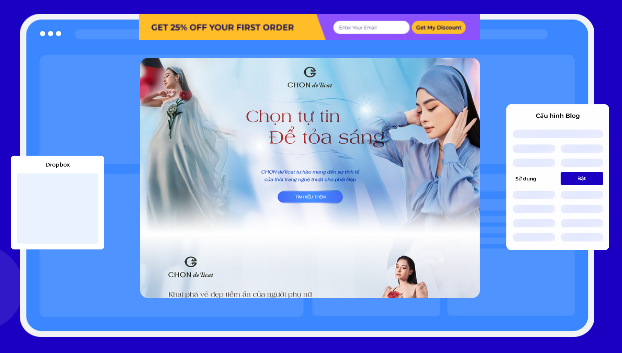 GET 25% OFF YOUR FIRST ORDER
Enter Your Email
Get My Discount
CHON de'Licat
Chọn tự tin
Để tỏa sáng
CHON de'Licat tự hào mang đến sự tinh tế
của thời trang nghệ thuật cho phái Đẹp
TÌM HIỂU THÊM
CHON de'Licat
Khai phá vẻ đẹp tiềm ẩn của người phụ nữ
Dropbox
Cấu hình Blog
Sử dụng
Bật